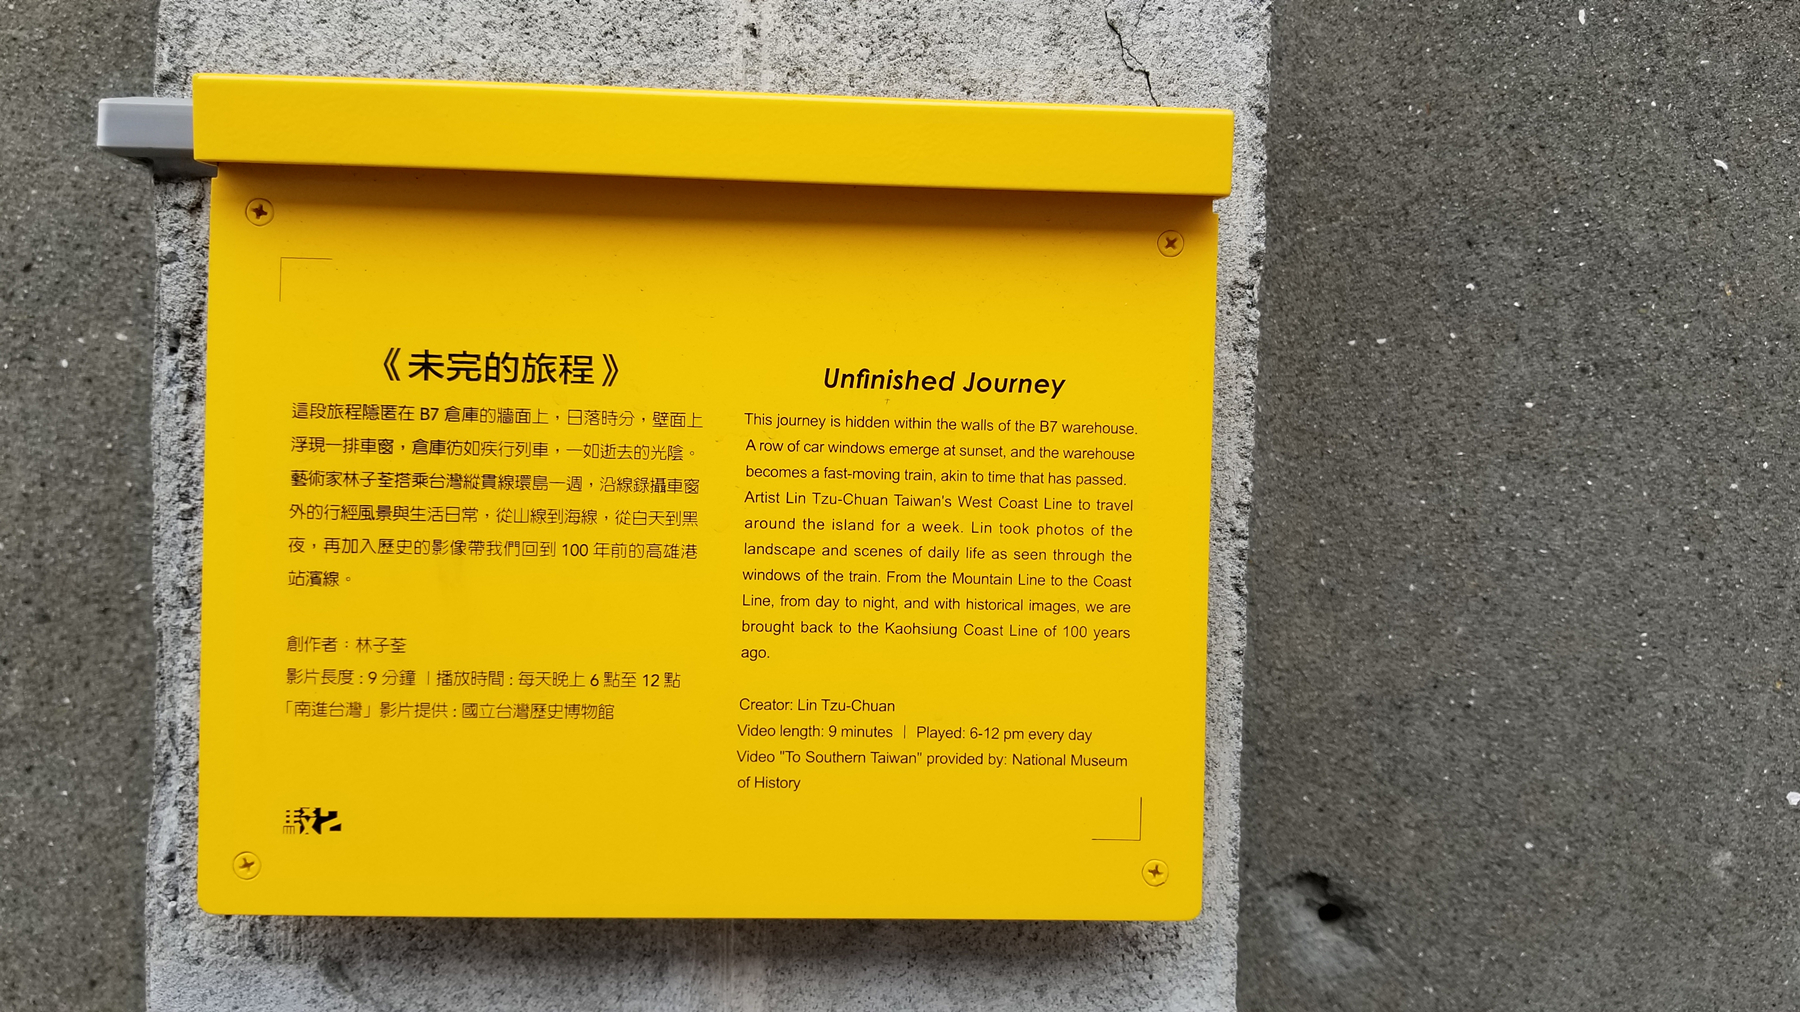 《未完的旅程》
這段旅程隱匿在 B7 倉庫的牆面上，日落時分，壁面上
浮現一排車窗，倉庫彷如疾行列車，一如逝去的光陰。
藝術家林子荃搭乘台灣縱貫線環島一週，沿線錄攝車窗
外的行經風景與生活日常，從山線到海線，從白天到黑
夜，再加入歷史的影像帶我們回到 100 年前的高雄港
站濱線。
創作者：林子荃
影片長度 : 9 分鐘 ｜播放時間 : 每天晚上 6 點至 12 點
「南進台灣」影片提供 : 國立台灣歷史博物館
駁二
Unfinished Journey
This journey is hidden within the walls of the B7 warehouse.
A row of car windows emerge at sunset, and the warehouse
becomes a fast-moving train, akin to time that has passed.
Artist Lin Tzu-Chuan Taiwan's West Coast Line to travel
around the island for a week. Lin took photos of the
landscape and scenes of daily life as seen through the
windows of the train. From the Mountain Line to the Coast
Line, from day to night, and with historical images, we are
brought back to the Kaohsiung Coast Line of 100 years
ago.
Creator: Lin Tzu-Chuan
Video length: 9 minutes ｜ Played: 6-12 pm every day
Video "To Southern Taiwan" provided by: National Museum
of History